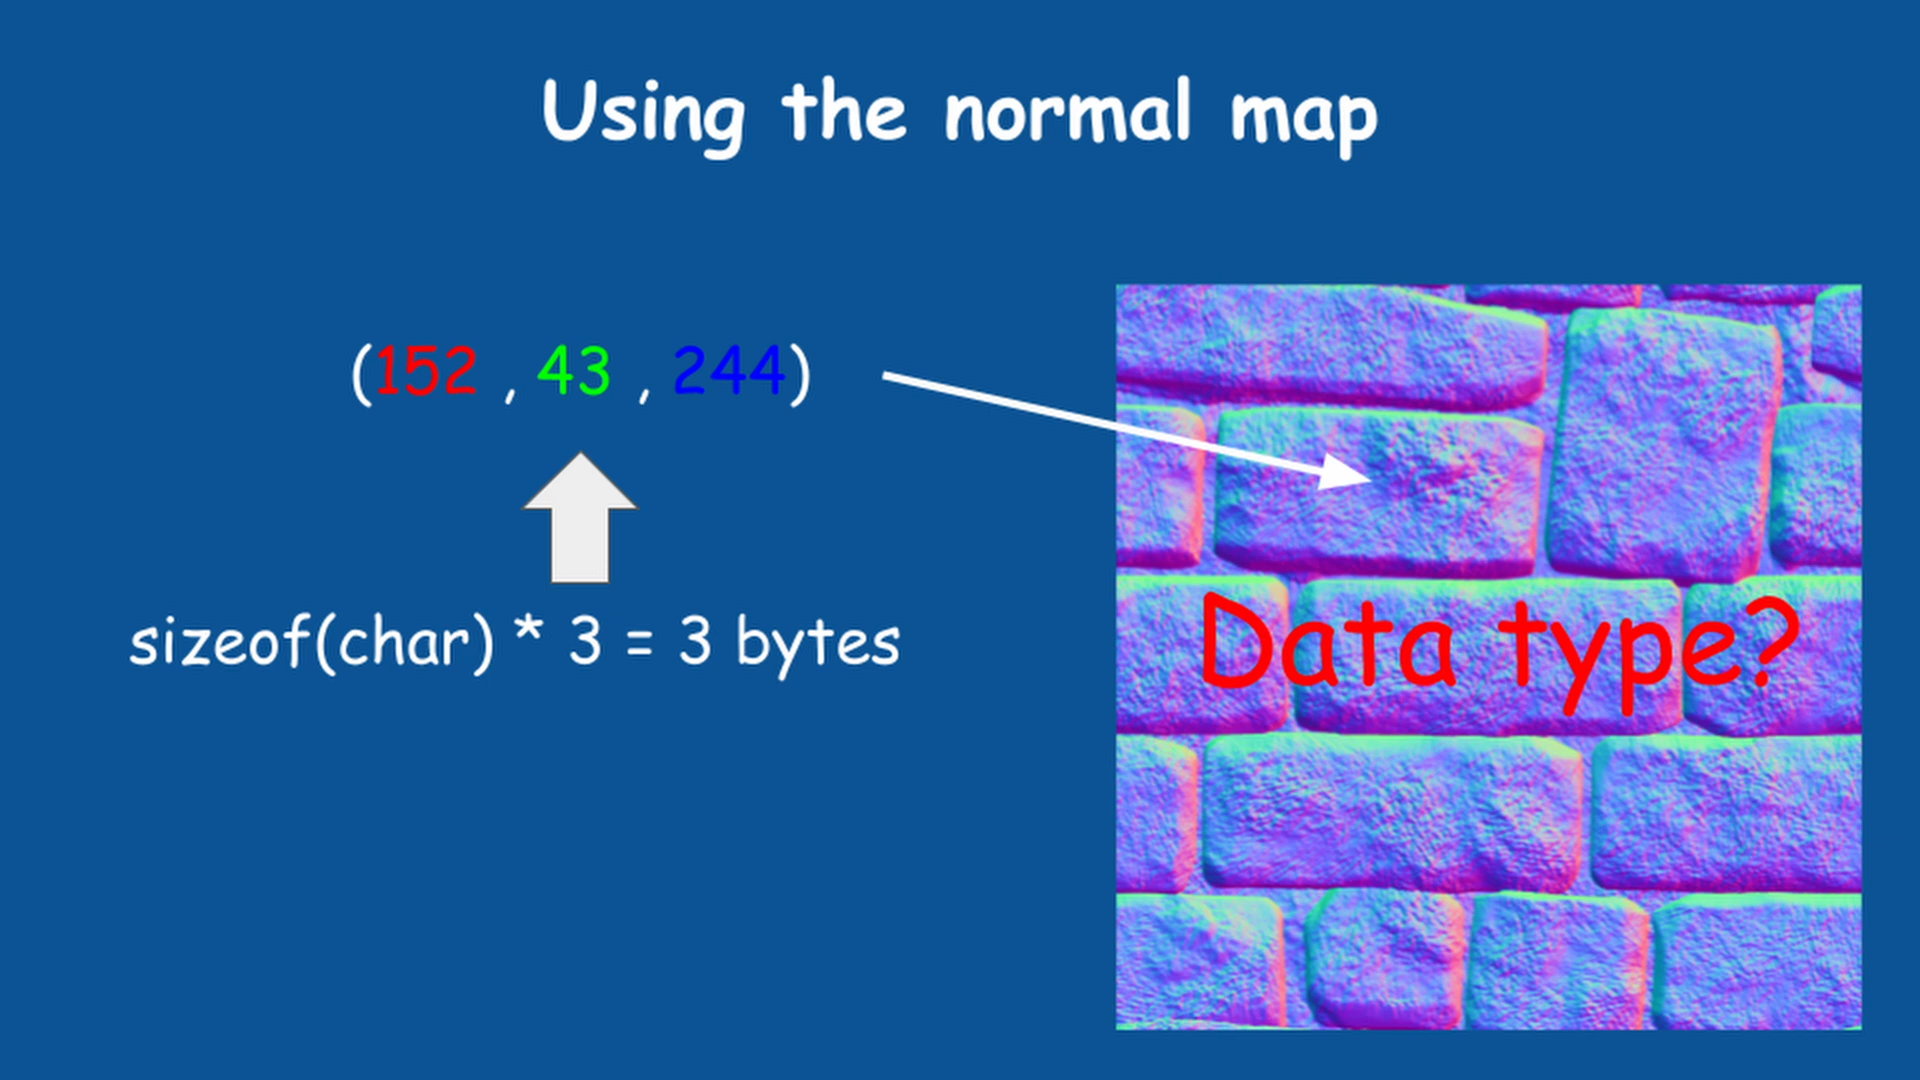 Using the normal map
(152 , 43 , 244)
sizeof(char) * 3 = 3 bytes
Data type?